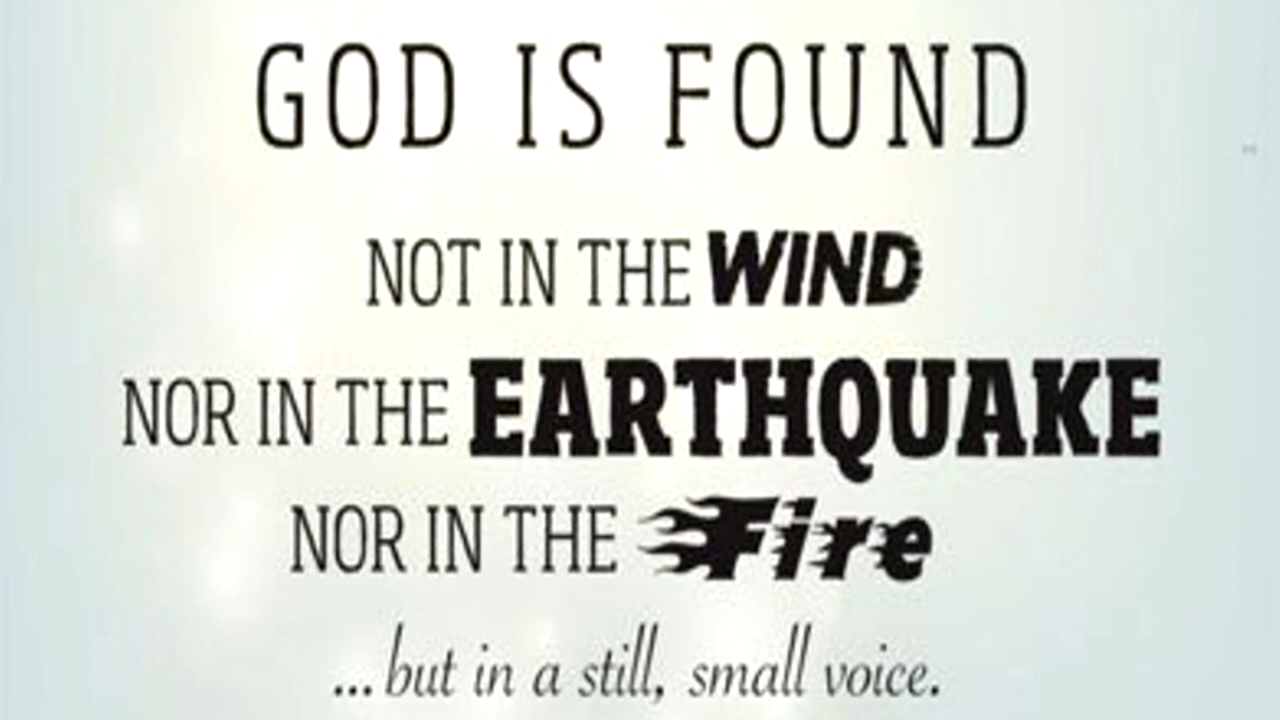 GOD IS FOUND
NOT IN THE WIND
NOR IN THE EARTHQUAKE
NOR IN THE Fire
...but in a still, small voice.